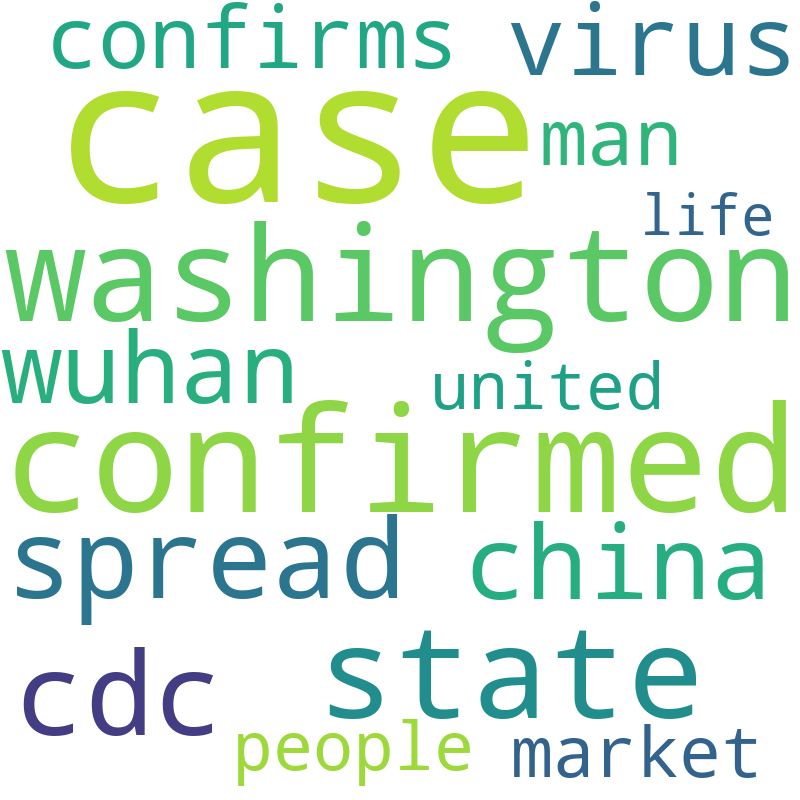 confirms virus
case man
life
washington
wuhan united
confirmed
spread china
cdc state
people market